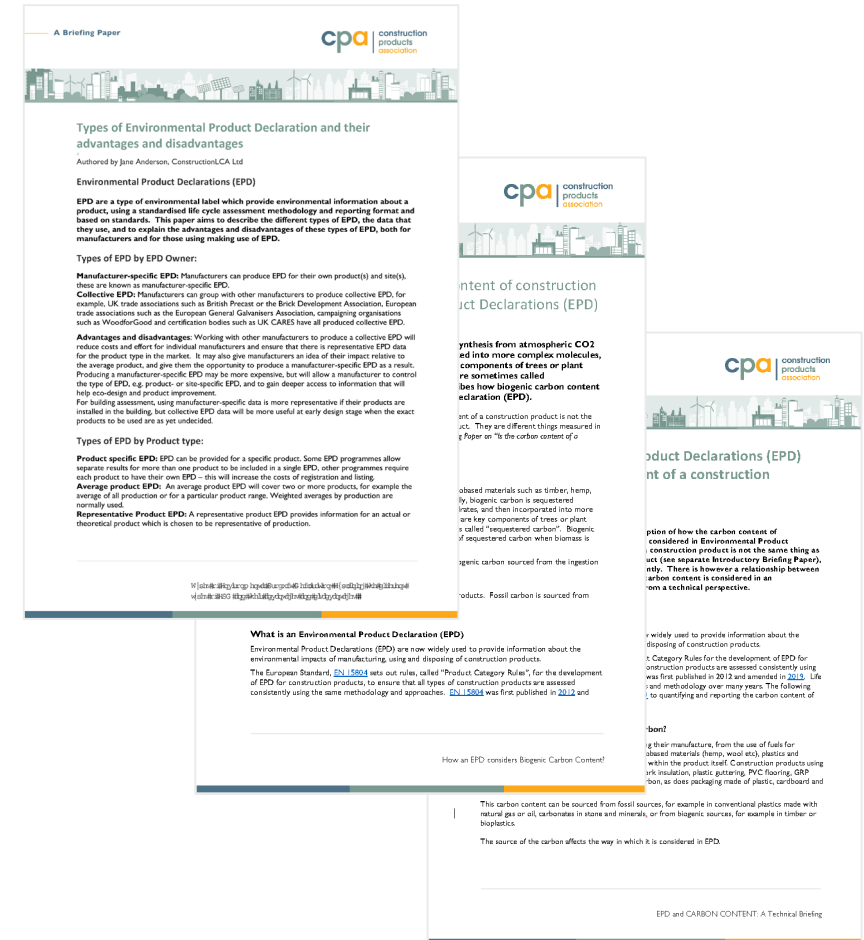 A Briefing Paper
cpa construction
products
association
Types of Environmental Product Declaration and their
advantages and disadvantages
Authored by Jane Anderson, ConstructionLCA Ltd
Environmental Product Declarations (EPD)
EPD are a type of environmental label which provide environmental information about a
product, using a standardised life cycle assessment methodology and reporting format and
based on standards. This paper aims to describe the different types of EPD, the data that
they use, and to explain the advantages and disadvantages of these types of EPD, both for
manufacturers and for those using making use of EPD.
Types of EPD by EPD Owner:
Manufacturer-specific EPD: Manufacturers can produce EPD for their own product(s) and site(s),
these are known as manufacturer-specific EPD.
Collective EPD: Manufacturers can group with other manufacturers to produce collective EPD, for
example, UK trade associations such as British Precast or the Brick Development Association, European
trade associations such as the European General Galvanisers Association, campaigning organisations
such as WoodforGood and certification bodies such as UK CARES have all produced collective EPD.
Advantages and disadvantages: Working with other manufacturers to produce a collective EPD will
reduce costs and effort for individual manufacturers and ensure that there is representative EPD data
for the product type in the market. It may also give manufacturers an idea of their impact relative to
the average product, and give them the opportunity to produce a manufacturer-specific EPD as a result.
Producing a manufacturer-specific EPD may be more expensive, but will allow a manufacturer to control
the type of EPD, e.g. product- or site-specific EPD, and to gain deeper access to information that will
help eco-design and product improvement.
For building assessment, using manufacturer-specific data is more representative if their products are
installed in the building, but collective EPD data will be more useful at early design stage when the exact
products to be used are as yet undecided.
Types of EPD by Product type:
Product specific EPD: EPD can be provided for a specific product. Some EPD programmes allow
separate results for more than one product to be included in a single EPD, other programmes require
each product to have their own EPD – this will increase the costs of registration and listing.
Average product EPD: An average product EPD will cover two or more products, for example the
average of all production or for a particular product range. Weighted averages by production are
normally used.
Representative Product EPD: A representative product EPD provides information for an actual or
theoretical product which is chosen to be representative of production.
cpa construction
products
association
ntent of construction
uct Declarations (EPD)
ynthesis from atmospheric CO2
ed into more complex molecules,
components of trees or plant
re sometimes called
ibes how biogenic carbon content
eclaration (EPD).
ent of a construction product is not the
uct. They are different things measured in
g Paper on "Is the carbon content of a
obased materials such as timber, hemp,
lly, biogenic carbon is sequestered
drates, and then incorporated into more
are key components of trees or plant
s called "sequestered carbon". Biogenic
of sequestered carbon when biomass is
ogenic carbon sourced from the ingestion
roducts. Fossil carbon is sourced from
What is an Environmental Product Declaration (EPD)
Environmental Product Declarations (EPD) are now widely used to provide information about the
environmental impacts of manufacturing, using and disposing of construction products.
The European Standard, EN 15804 sets out rules, called "Product Category Rules", for the development
of EPD for construction products, to ensure that all types of construction products are assessed
consistently using the same methodology and approaches. EN 15804 was first published in 2012 and
How an EPD considers Biogenic Carbon Content?
cpa construction
products
association
oduct Declarations (EPD)
nt of a construction
ption of how the carbon content of
considered in Environmental Product
construction product is not the same thing as
uct (see separate Introductory Briefing Paper),
ntly. There is however a relationship between
carbon content is considered in an
rom a technical perspective.
w widely used to provide information about the
disposing of construction products.
t Category Rules for the development of EPD for
onstruction products are assessed consistently using
was first published in 2012 and amended in 2019. Life
s and methodology over many years. The following
to quantifying and reporting the carbon content of
rbon?
g their manufacture, from the use of fuels for
obased materials (hemp, wool etc), plastics and
within the product itself. Construction products using
ork insulation, plastic guttering, PVC flooring, GRP
rbon, as does packaging made of plastic, cardboard and
This carbon content can be sourced from fossil sources, for example in conventional plastics made with
natural gas or oil, carbonates in stone and minerals, or from biogenic sources, for example in timber or
bioplastics.
The source of the carbon affects the way in which it is considered in EPD.
EPD and CARBON CONTENT: A Technical Briefing